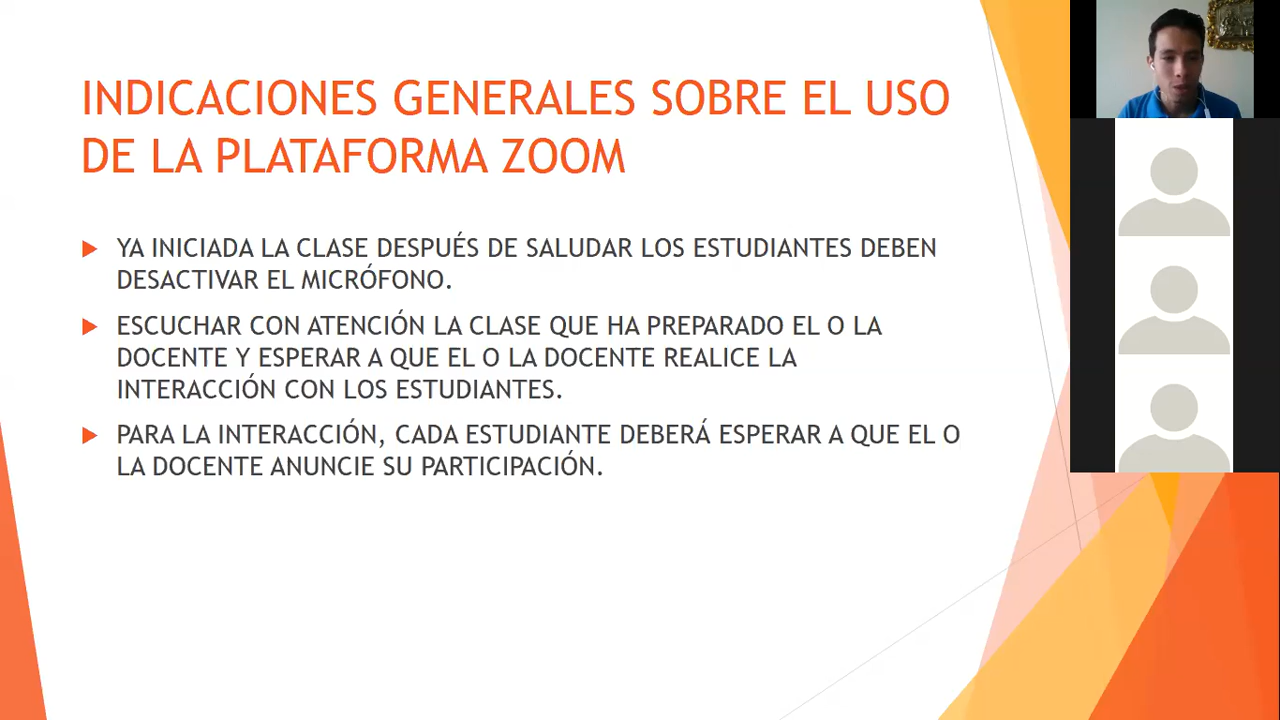 INDICACIONES GENERALES SOBRE EL USO
DE LA PLATAFORMA ZOOM
YA INICIADA LA CLASE DESPUÉS DE SALUDAR LOS ESTUDIANTES DEBEN
DESACTIVAR EL MICRÓFONO.
ESCUCHAR CON ATENCIÓN LA CLASE QUE HA PREPARADO EL O LA
DOCENTE Y ESPERAR A QUE EL O LA DOCENTE REALICE LA
INTERACCIÓN CON LOS ESTUDIANTES.
PARA LA INTERACCIÓN, CADA ESTUDIANTE DEBERÁ ESPERAR A QUE EL O
LA DOCENTE ANUNCIE SU PARTICIPACIÓN.